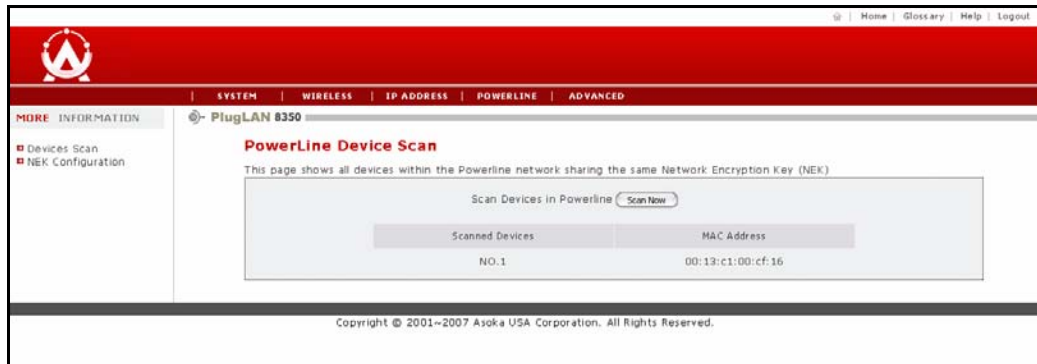 | Home | Glossary | Help | Logout
| SYSTEM | WIRELESS | IP ADDRESS | POWERLINE | ADVANCED
MORE INFORMATION
PlugLAN 8350
Devices Scan
NEK Configuration
PowerLine Device Scan
This page shows all devices within the Powerline network sharing the same Network Encryption Key (NEK)
Scan Devices in Powerline Scan Now
Scanned Devices MAC Address
NO.1 00:13:c1:00:cf:16
Copyright © 2001~2007 Asoka USA Corporation. All Rights Reserved.